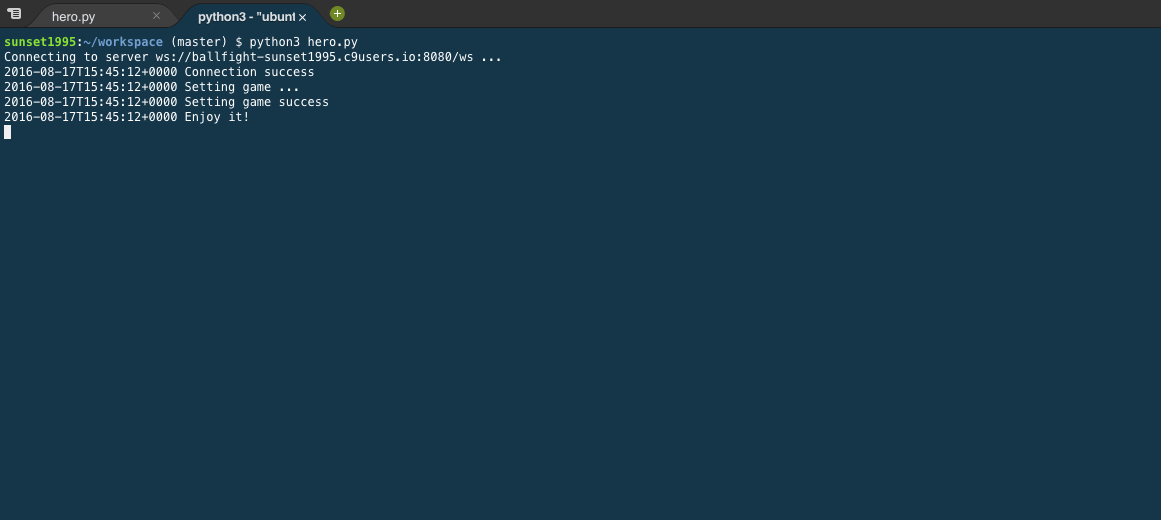 hero.py
python3 - "ubunt
sunset1995:~/workspace (master) $ python3 hero.py
Connecting to server ws://ballfight-sunset1995.c9users.io:8080/ws ...
2016-08-17T15:45:12+0000 Connection success
2016-08-17T15:45:12+0000 Setting game ...
2016-08-17T15:45:12+0000 Setting game success
2016-08-17T15:45:12+0000 Enjoy it!